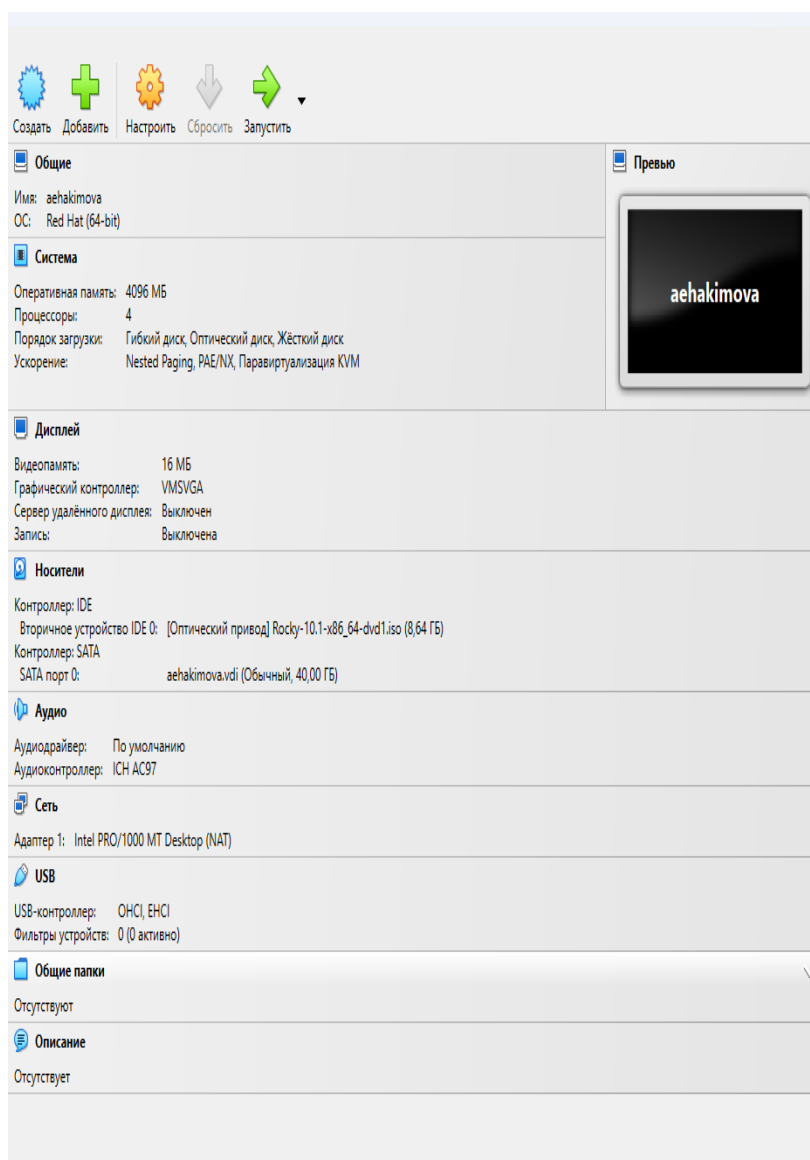 Создать Добавить Настроить Сбросить Запустить
Общие
Имя: aehakimova
ОС: Red Hat (64-bit)
Превью
aehakimova
Система
Оперативная память: 4096 МБ
Процессоры: 4
Порядок загрузки: Гибкий диск, Оптический диск, Жёсткий диск
Ускорение: Nested Paging, PAE/NX, Паравиртуализация KVM
Дисплей
Видеопамять: 16 МБ
Графический контроллер: VMSVGA
Сервер удалённого дисплея: Выключен
Запись: Выключена
Носители
Контроллер: IDE
Вторичное устройство IDE 0: [Оптический привод] Rocky-10.1-x86_64-dvd1.iso (8,64 ГБ)
Контроллер: SATA
SATA порт 0: aehakimova.vdi (Обычный, 40,00 ГБ)
Аудио
Аудиодрайвер: По умолчанию
Аудиоконтроллер: ICH AC97
Сеть
Адаптер 1: Intel PRO/1000 MT Desktop (NAT)
USB
USB-контроллер: OHCI, EHCI
Фильтры устройств: 0 (0 активно)
Общие папки
Отсутствуют
Описание
Отсутствует